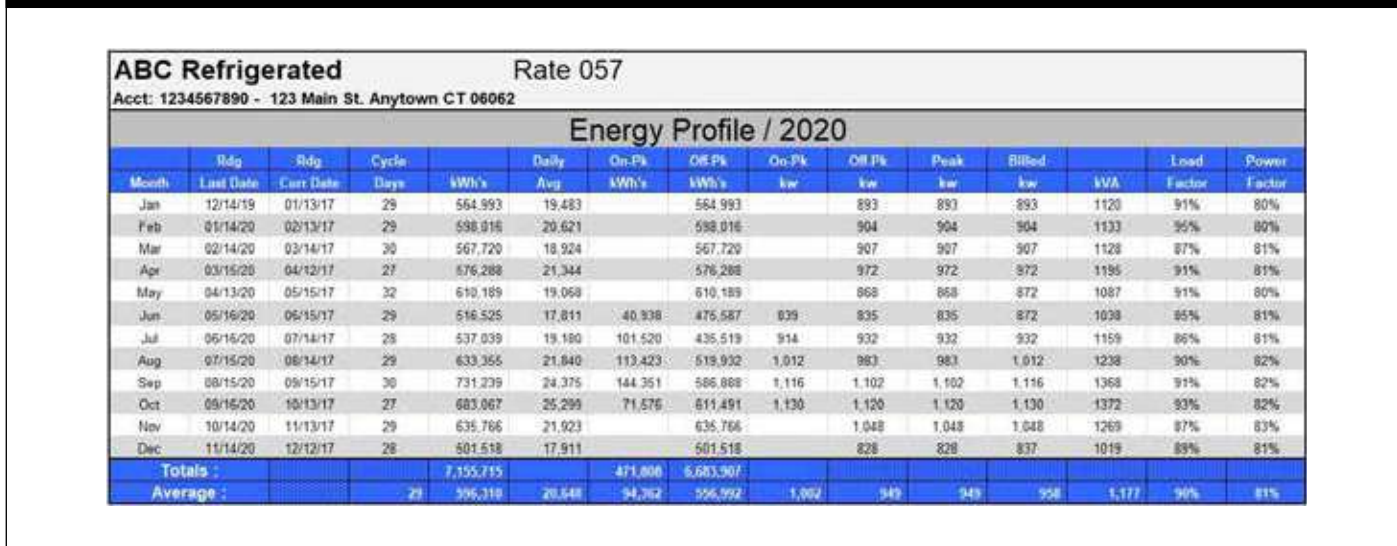 ABC Refrigerated Rate 057
Acct: 1234567890 - 123 Main St. Anytown CT 06062
Energy Profile / 2020
Rdg Rdg Cycle Daily On-Pk Off-Pk On-Pk Off-Pk Peak Billed Load Power
Month Last Date Curr Date Days kWh's Avg kWh's kWh's kw kw kw kw kVA Factor Factor
Jan 12/14/19 01/13/17 29 564,993 19,483 564,993 893 893 893 1120 91% 80%
Feb 01/14/20 02/13/17 29 598,016 20,621 598,016 904 904 904 1133 95% 80%
Mar 02/14/20 03/14/17 30 567,720 18,924 567,720 907 907 907 1128 87% 81%
Apr 03/15/20 04/12/17 27 576,288 21,344 576,288 972 972 972 1195 91% 81%
May 04/13/20 05/15/17 32 610,189 19,068 610,189 868 868 872 1087 91% 80%
Jun 05/16/20 06/15/17 29 516,525 17,811 40,938 475,587 839 835 835 872 1038 85% 81%
Jul 06/16/20 07/14/17 28 537,039 19,180 101,520 435,519 914 932 932 932 1159 86% 81%
Aug 07/15/20 08/14/17 29 633,355 21,840 113,423 519,932 1,012 983 983 1,012 1238 90% 82%
Sep 08/15/20 09/15/17 30 731,239 24,375 144,351 586,888 1,116 1,102 1,102 1,116 1368 91% 82%
Oct 09/16/20 10/13/17 27 683,067 25,299 71,576 611,491 1,130 1,120 1,120 1,130 1372 93% 82%
Nov 10/14/20 11/13/17 29 635,766 21,923 635,766 1,048 1,048 1,048 1269 87% 83%
Dec 11/14/20 12/12/17 28 501,518 17,911 501,518 828 828 837 1019 89% 81%
Totals : 7,155,715 471,808 6,683,907
Average : 29 596,310 20,648 94,362 556,992 1,002 949 949 958 1,177 90% 81%